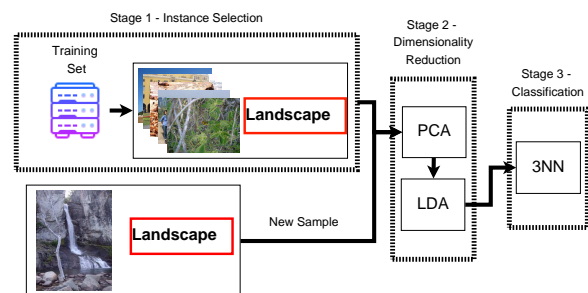 Stage 1 - Instance Selection
Training
Set
Landscape
Stage 2 -
Dimensionality
Reduction
PCA
LDA
Stage 3 -
Classification
3NN
Landscape
New Sample